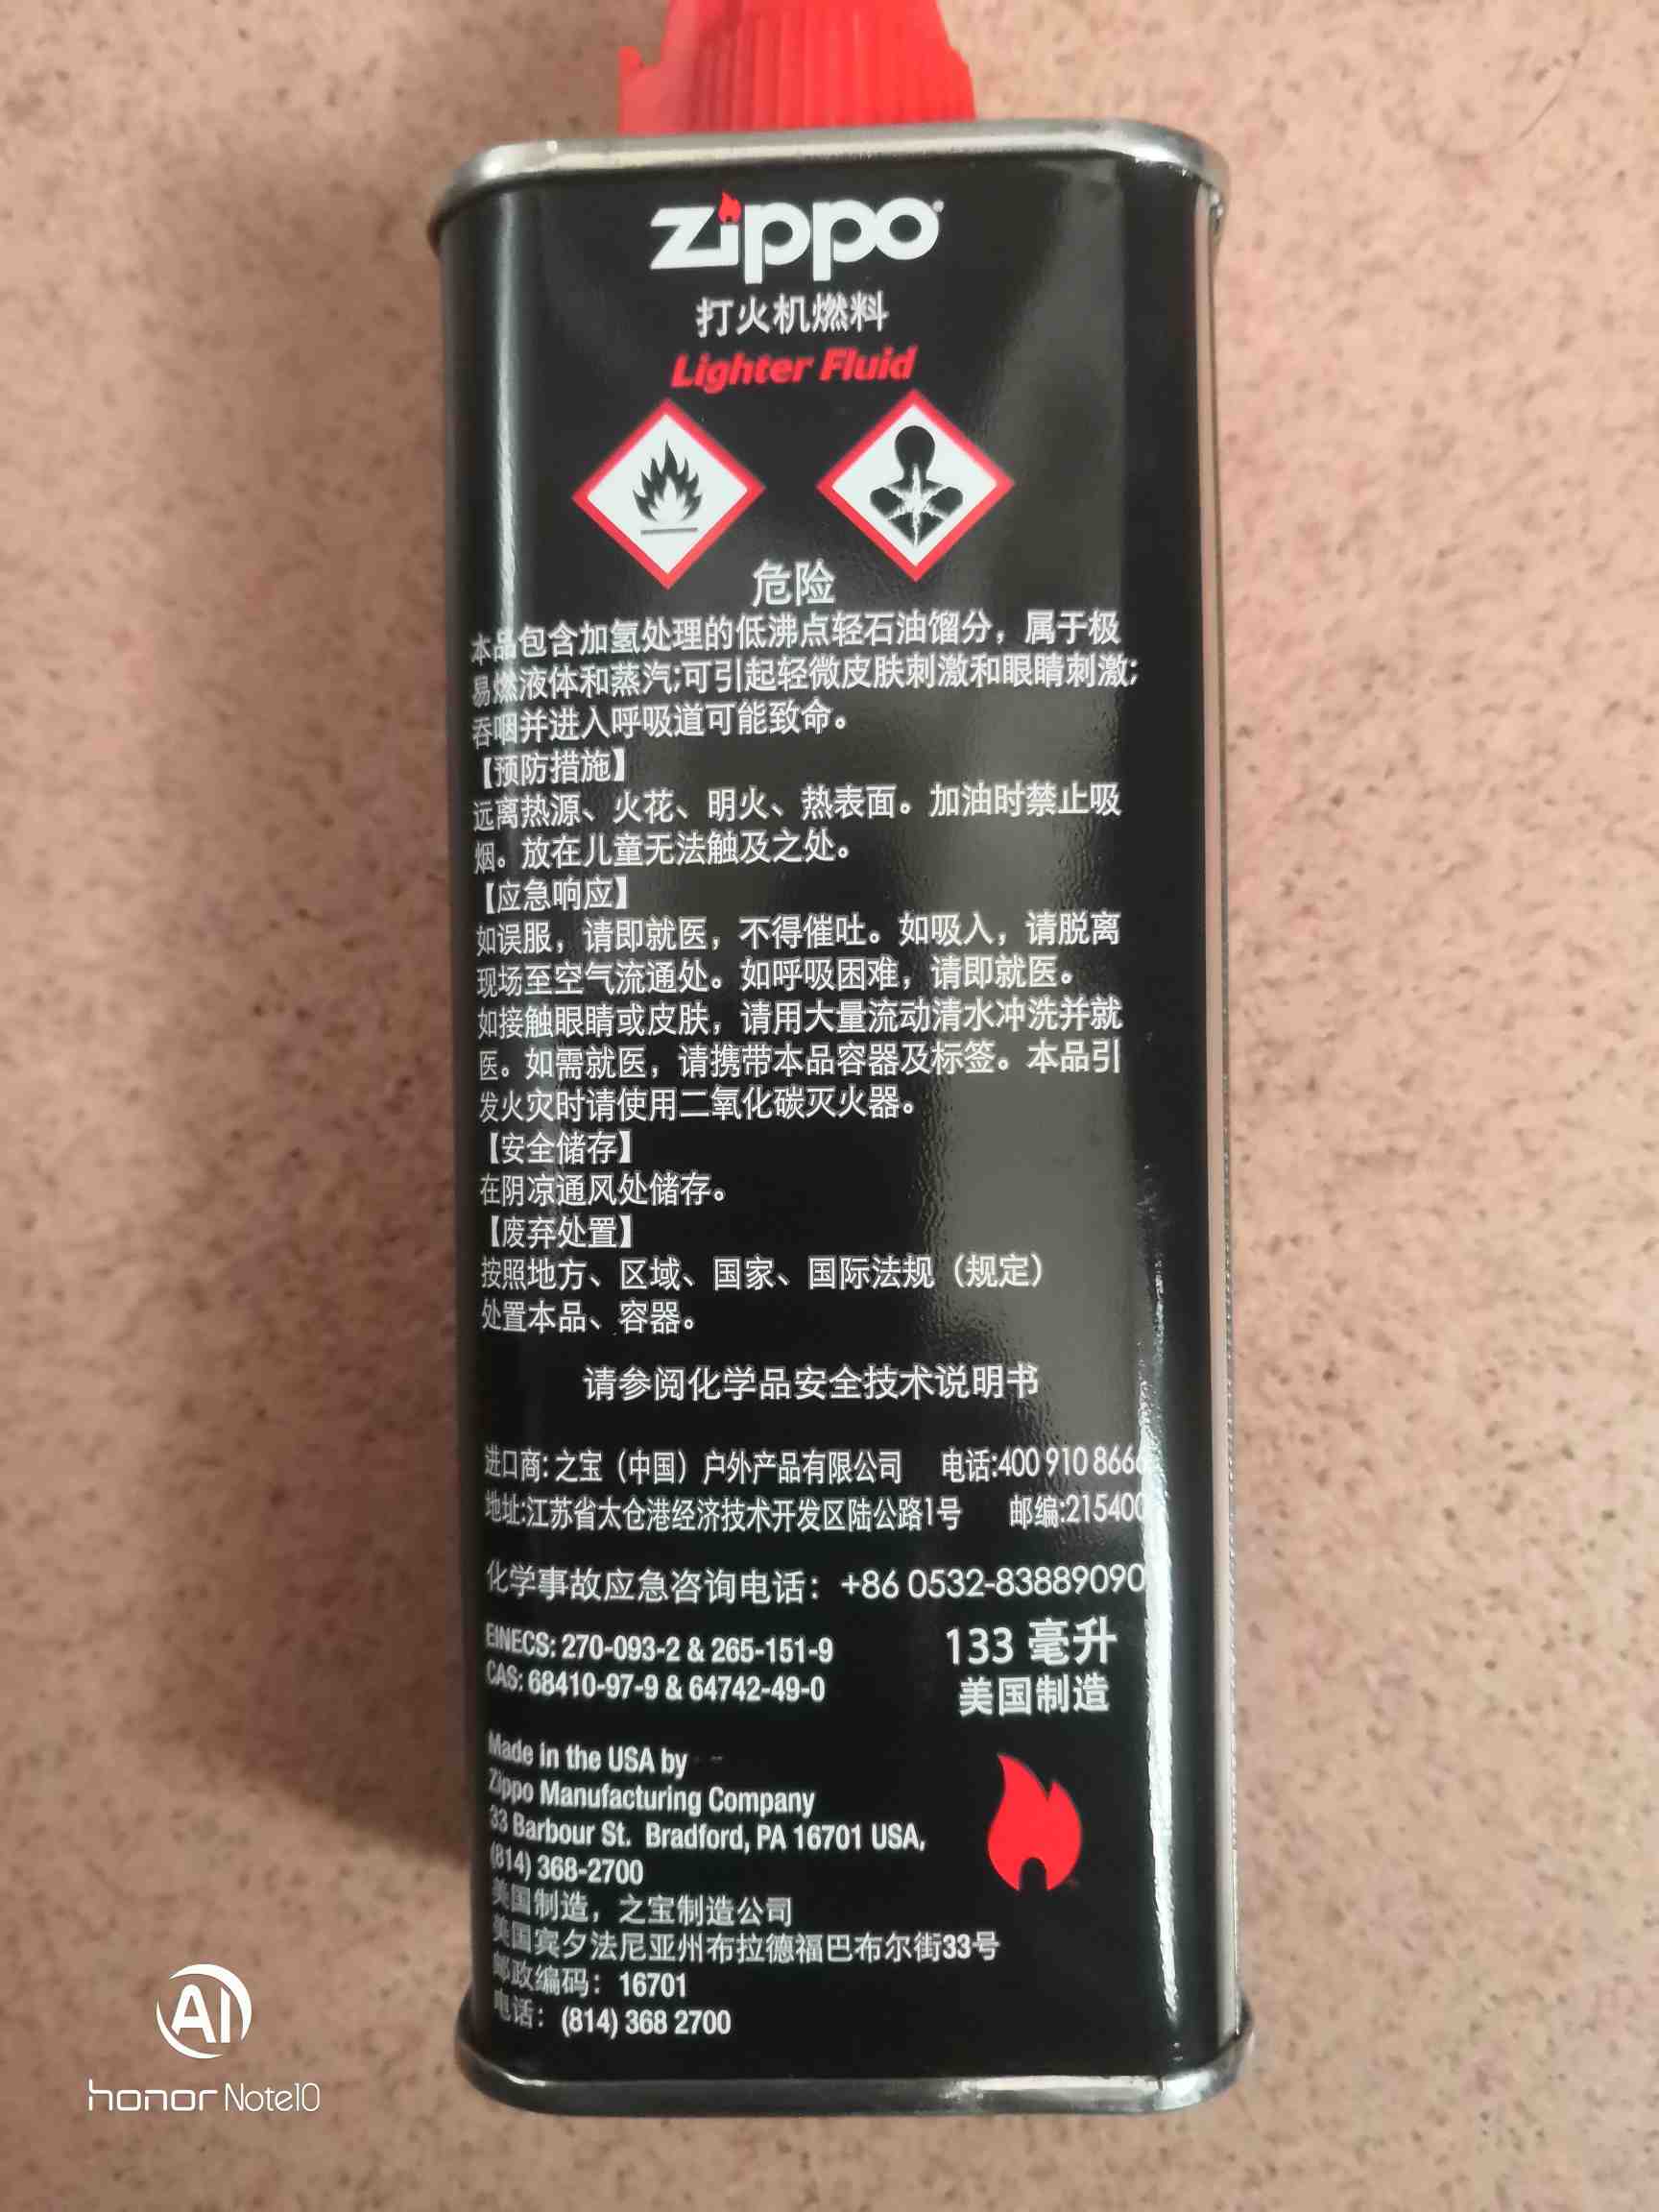 zippo
打火机燃料
Lighter Fluid
危险
本品包含加氢处理的低沸点轻石油馏分，属于极
易燃液体和蒸汽;可引起轻微皮肤刺激和眼睛刺激;
吞咽并进入呼吸道可能致命。
【预防措施】
远离热源、火花、明火、热表面。加油时禁止吸
烟。放在儿童无法触及之处。
【应急响应】
如误服，请即就医，不得催吐。如吸入，请脱离
现场至空气流通处。如呼吸困难，请即就医。
如接触眼睛或皮肤，请用大量流动清水冲洗并就
医。如需就医，请携带本品容器及标签。本品引
发火灾时请使用二氧化碳灭火器。
【安全储存】
在阴凉通风处储存。
【废弃处置】
按照地方、区域、国家、国际法规（规定）
处置本品、容器。
请参阅化学品安全技术说明书
进口商:之宝（中国）户外产品有限公司 电话:400 910 8666
地址:江苏省太仓港经济技术开发区陆公路1号 邮编:215400
化学事故应急咨询电话：+86 0532-83889090
EINECS: 270-093-2 & 265-151-9
CAS: 68410-97-9 & 64742-49-0
133 毫升
美国制造
Made in the USA by
Zippo Manufacturing Company
33 Barbour St. Bradford, PA 16701 USA,
(814) 368-2700
美国制造，之宝制造公司
美国宾夕法尼亚州布拉德福巴布尔街33号
邮政编码：16701
电话：(814) 368 2700
AI
honor Note10